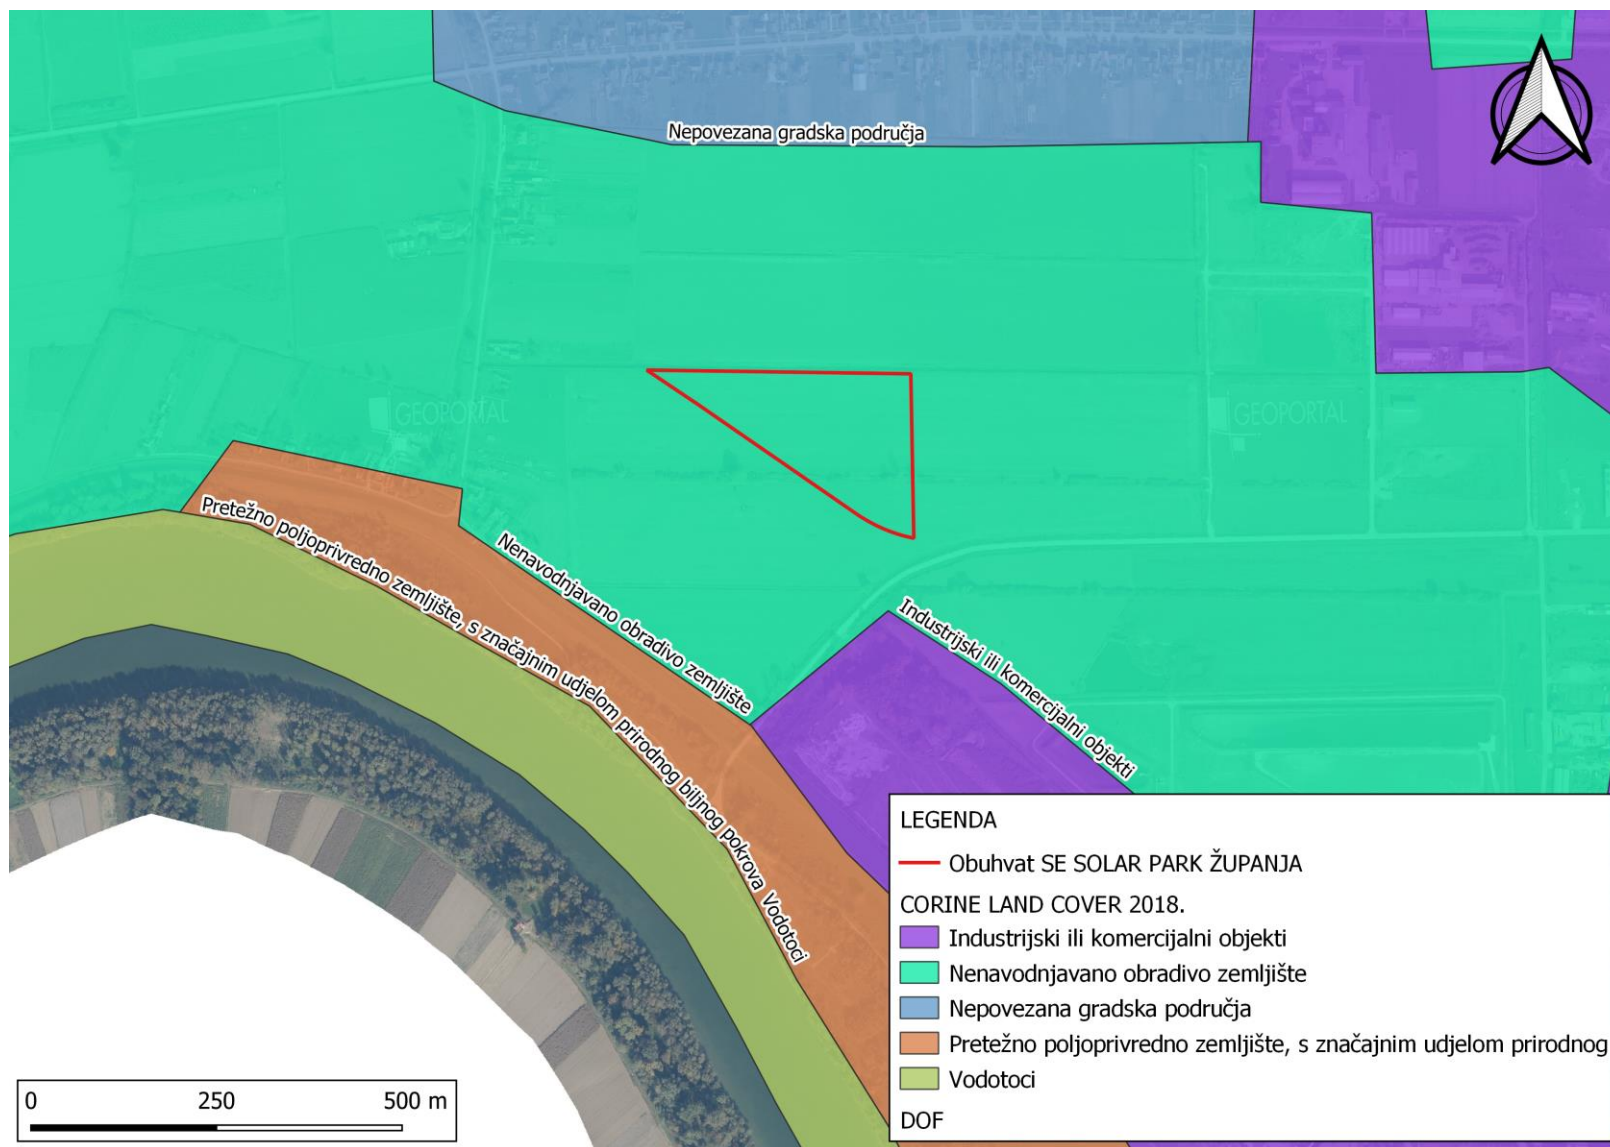 Nepovezana gradska područja
GEOPORTAL
GEOPORTAL
Pretežno poljoprivredno zemljište, s značajnim udjelom prirodnog biljnog pokrova
Nenavodnjavano obradivo zemljište
Industrijski ili komercijalni objekti
Vodotoci
LEGENDA
Obuhvat SE SOLAR PARK ŽUPANJA
CORINE LAND COVER 2018.
Industrijski ili komercijalni objekti
Nenavodnjavano obradivo zemljište
Nepovezana gradska područja
Pretežno poljoprivredno zemljište, s značajnim udjelom prirodnog
Vodotoci
DOF
0 250 500 m